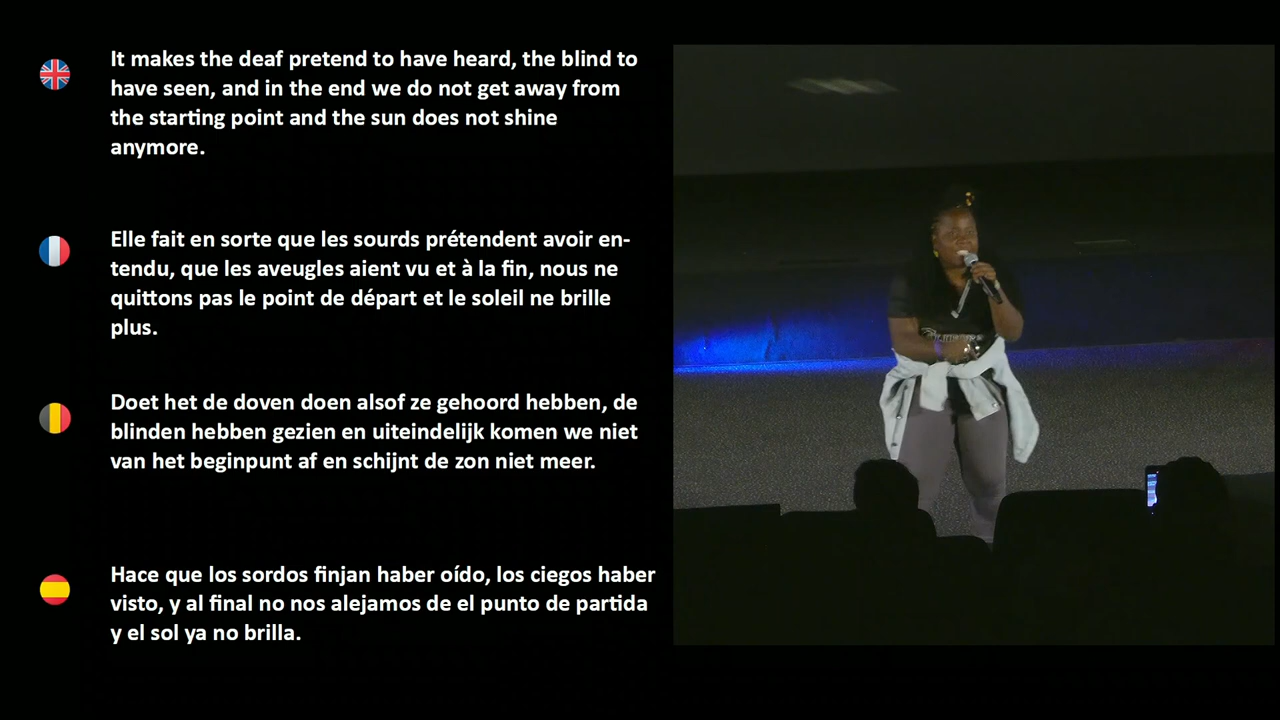 It makes the deaf pretend to have heard, the blind to
have seen, and in the end we do not get away from
the starting point and the sun does not shine
anymore.
Elle fait en sorte que les sourds prétendent avoir en-
tendu, que les aveugles aient vu et à la fin, nous ne
quittons pas le point de départ et le soleil ne brille
plus.
Doet het de doven doen alsof ze gehoord hebben, de
blinden hebben gezien en uiteindelijk komen we niet
van het beginpunt af en schijnt de zon niet meer.
Hace que los sordos finjan haber oído, los ciegos haber
visto, y al final no nos alejamos de el punto de partida
y el sol ya no brilla.